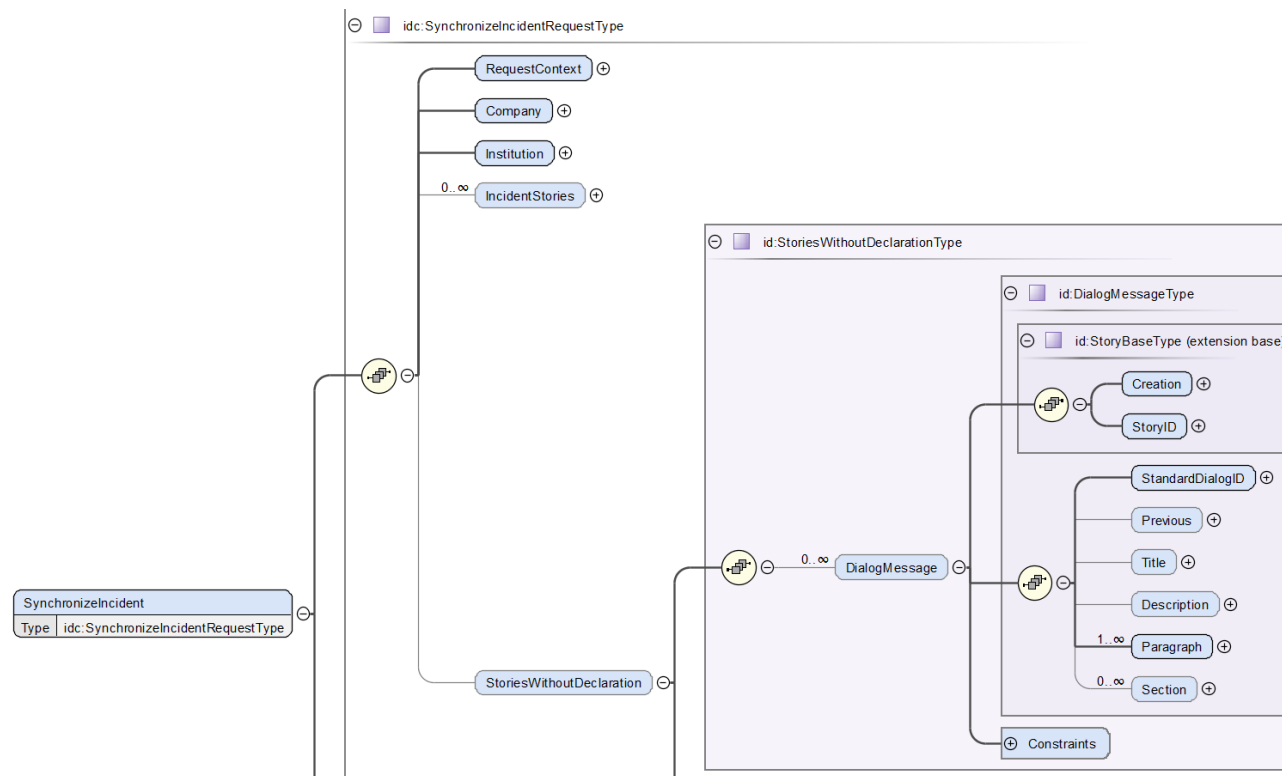 idc:SynchronizeIncidentRequestType
RequestContext
Company
Institution
0..∞ IncidentStories
id:StoriesWithoutDeclarationType
id:DialogMessageType
id:StoryBaseType (extension base)
Creation
StoryID
StandardDialogID
Previous
Title
0..∞ DialogMessage
Description
SynchronizeIncident
Type idc:SynchronizeIncidentRequestType
1..∞ Paragraph
StoriesWithoutDeclaration
0..∞ Section
Constraints